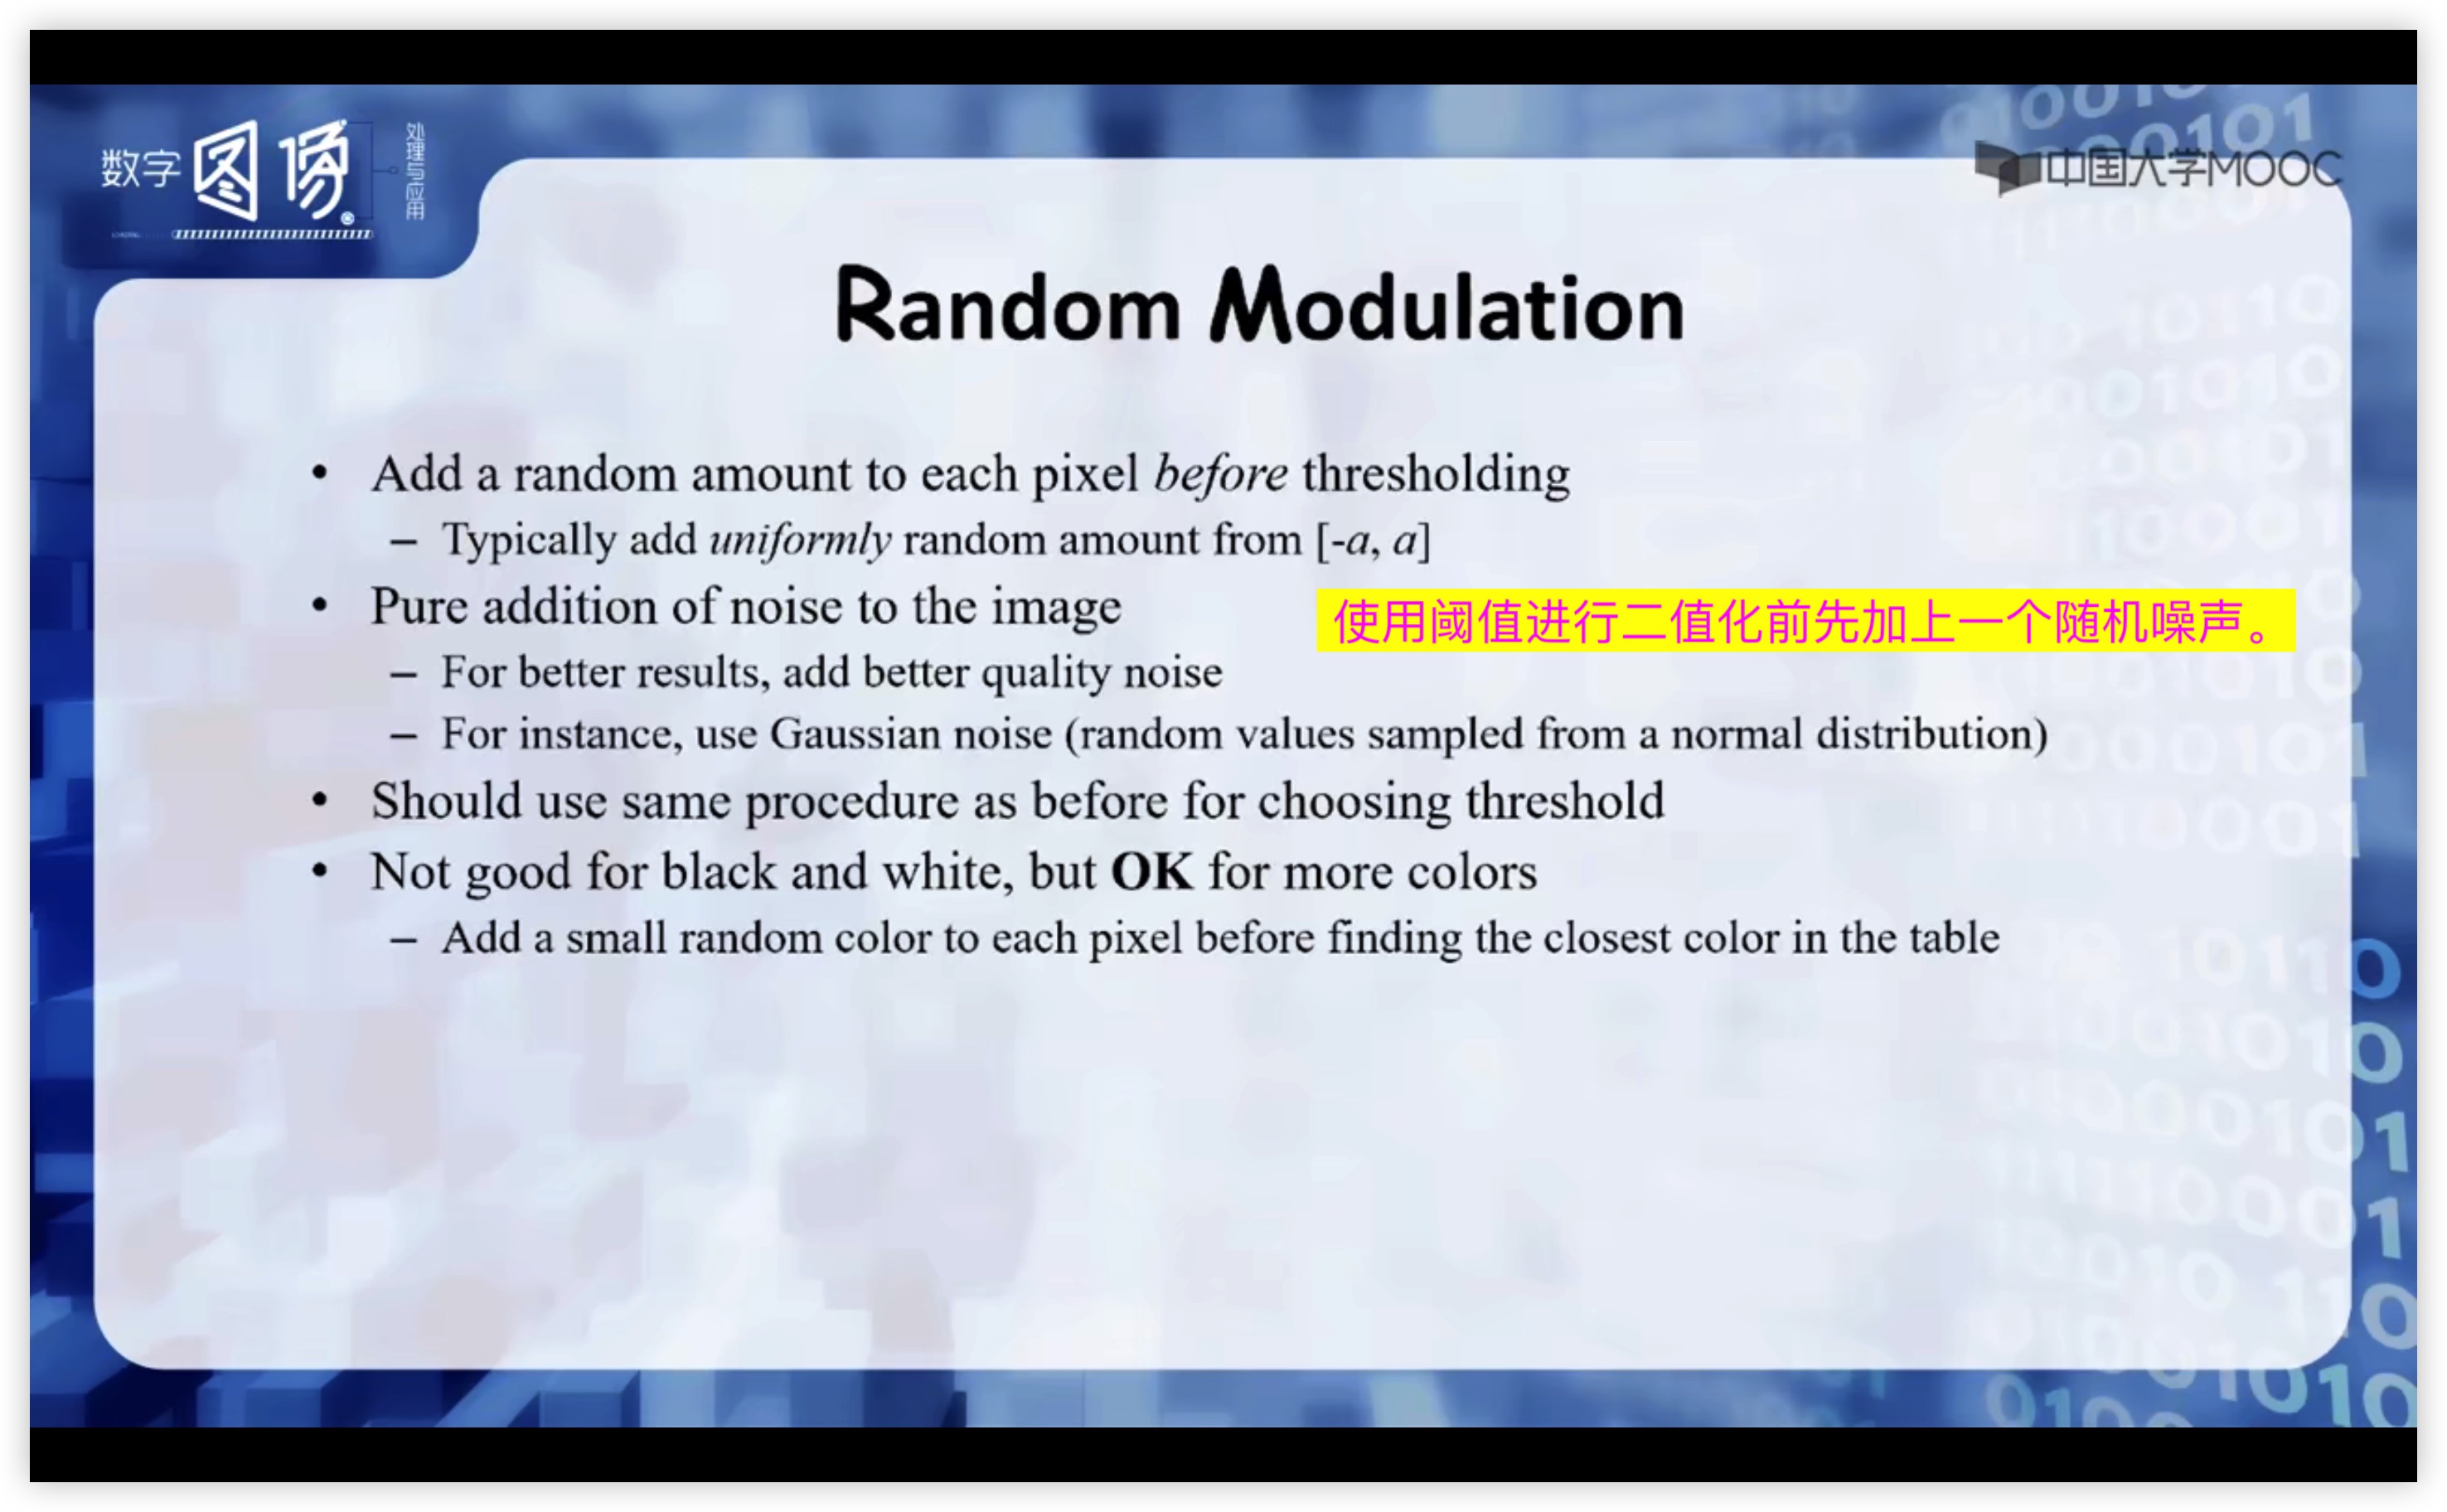 数字图像
处理与应用
中国大学MOOC
Random Modulation
• Add a random amount to each pixel before thresholding
– Typically add uniformly random amount from [-a, a]
• Pure addition of noise to the image
使用阈值进行二值化前先加上一个随机噪声。
– For better results, add better quality noise
– For instance, use Gaussian noise (random values sampled from a normal distribution)
• Should use same procedure as before for choosing threshold
• Not good for black and white, but OK for more colors
– Add a small random color to each pixel before finding the closest color in the table